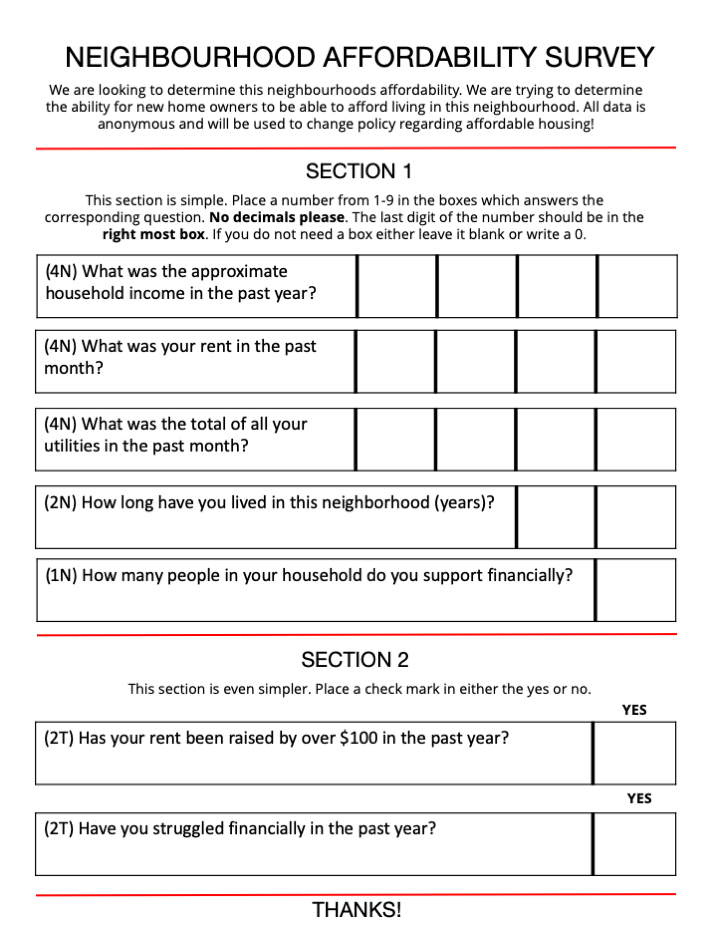 NEIGHBOURHOOD AFFORDABILITY SURVEY
We are looking to determine this neighbourhoods affordability. We are trying to determine
the ability for new home owners to be able to afford living in this neighbourhood. All data is
anonymous and will be used to change policy regarding affordable housing!
SECTION 1
This section is simple. Place a number from 1-9 in the boxes which answers the
corresponding question. No decimals please. The last digit of the number should be in the
right most box. If you do not need a box either leave it blank or write a 0.
(4N) What was the approximate
household income in the past year?
(4N) What was your rent in the past
month?
(4N) What was the total of all your
utilities in the past month?
(2N) How long have you lived in this neighborhood (years)?
(1N) How many people in your household do you support financially?
SECTION 2
This section is even simpler. Place a check mark in either the yes or no.
YES
(2T) Has your rent been raised by over $100 in the past year?
YES
(2T) Have you struggled financially in the past year?
THANKS!